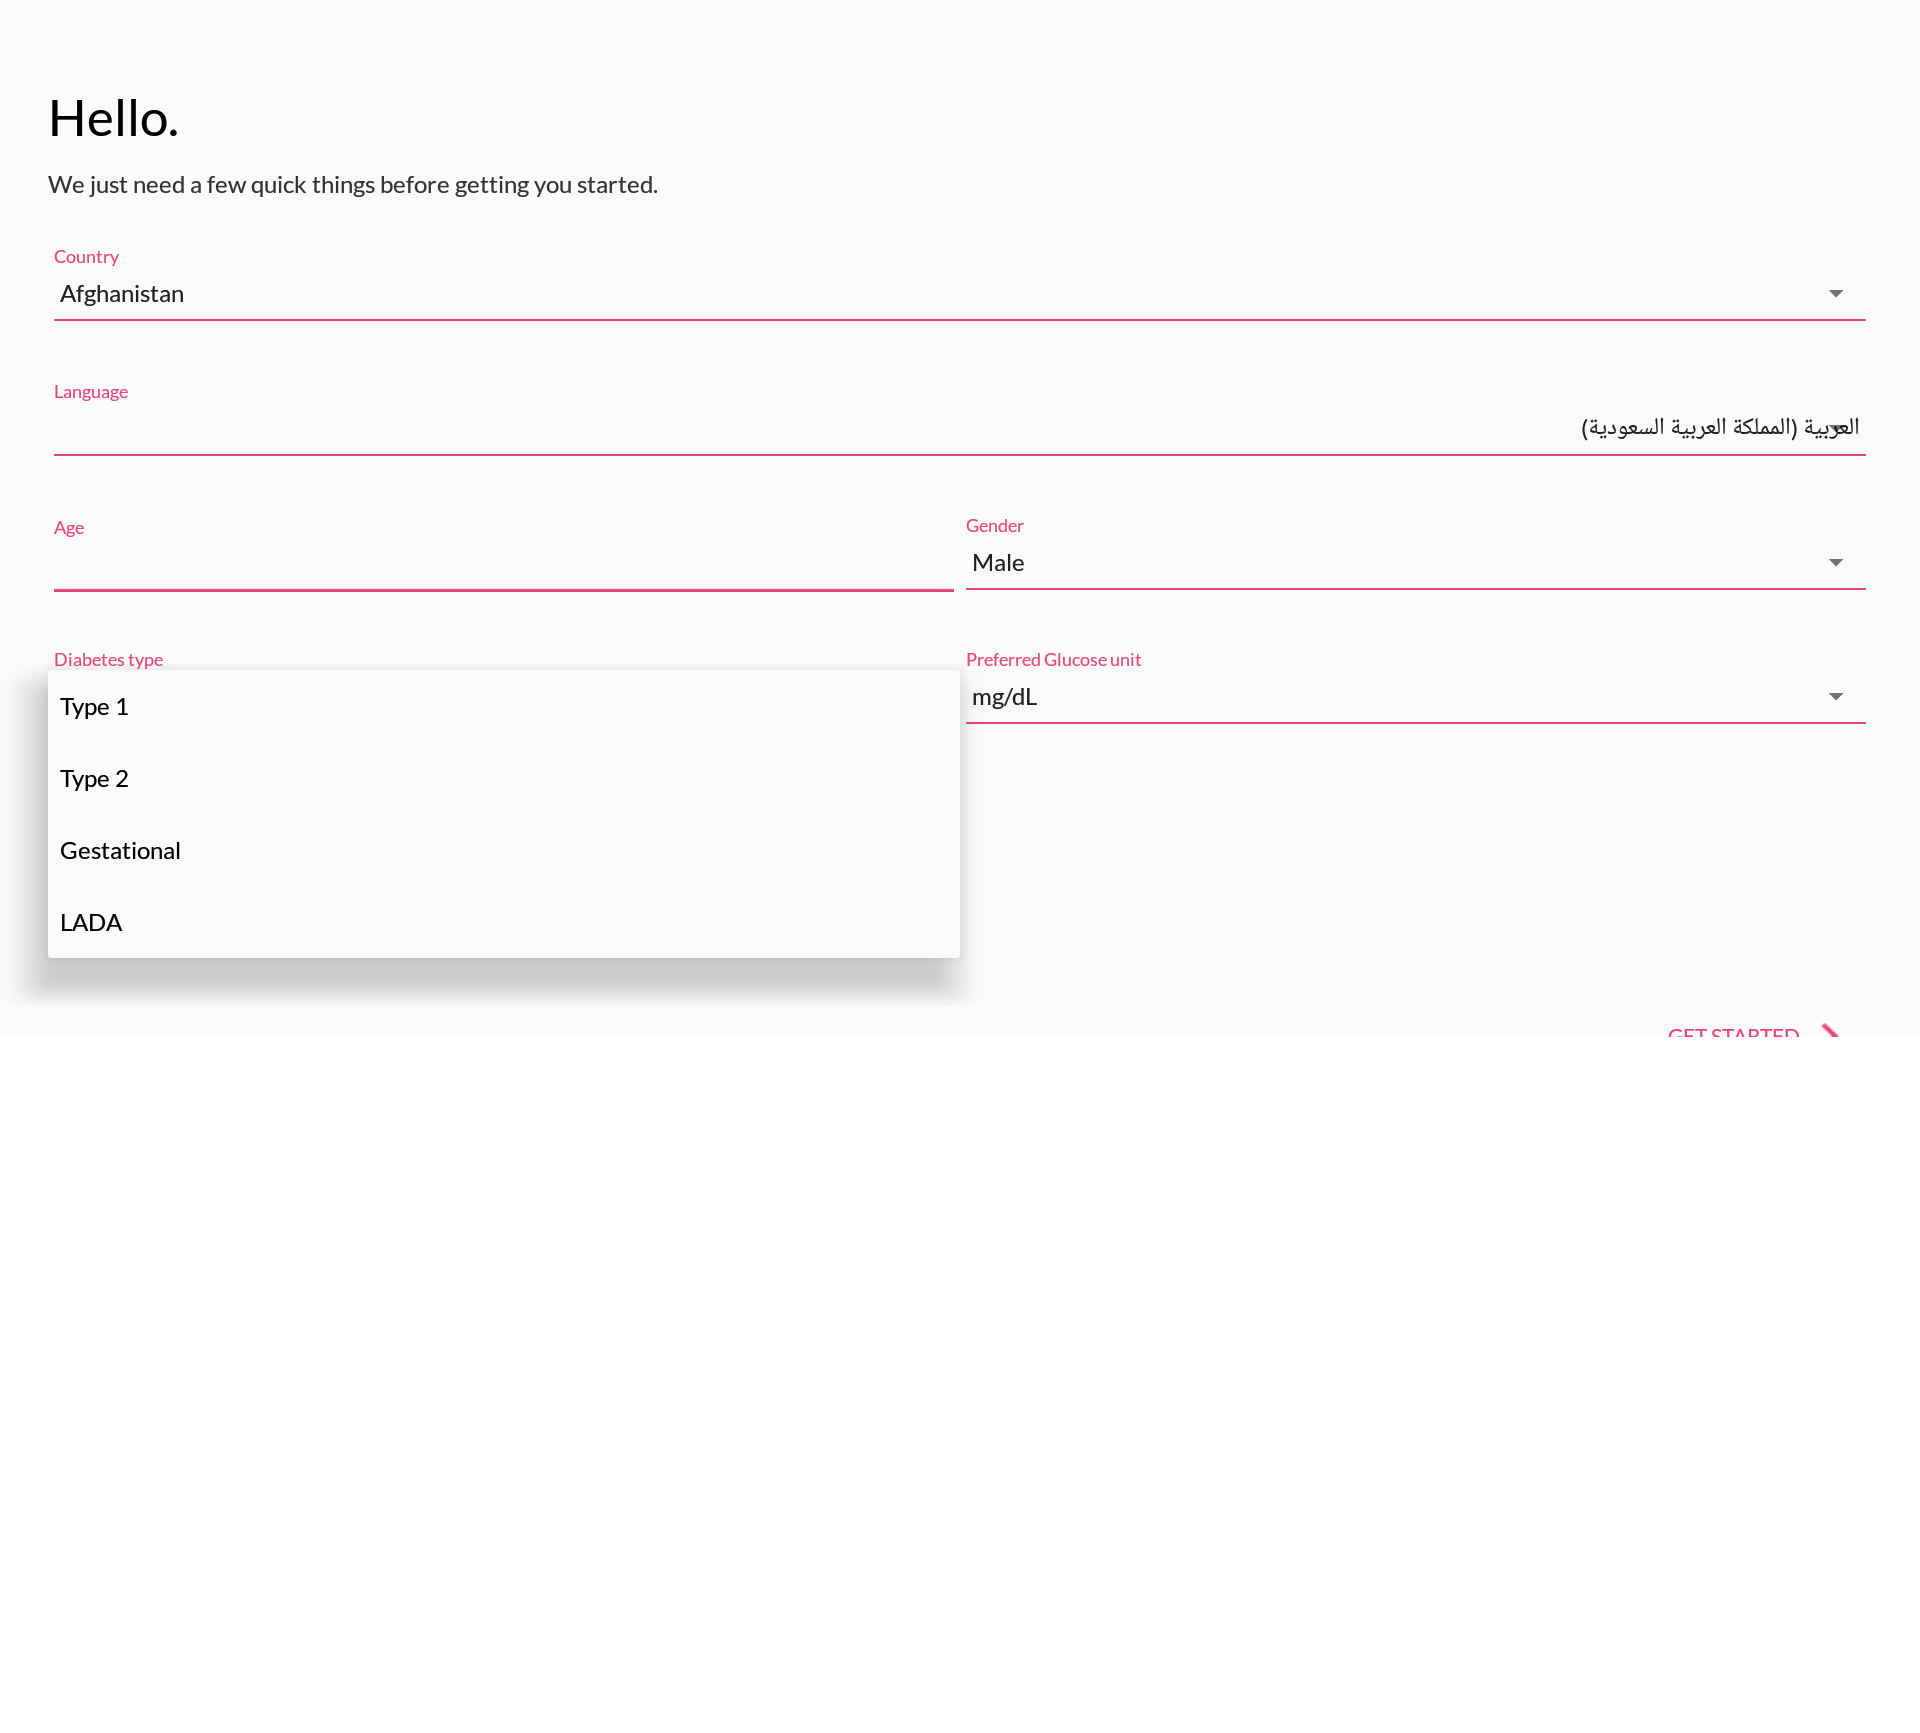 Hello.
We just need a few quick things before getting you started.
Country
Afghanistan
Language
العربية (المملكة العربية السعودية)
Age
Gender
Male
Diabetes type
Preferred Glucose unit
Type 1
mg/dL
Type 2
Gestational
LADA
GET STARTED